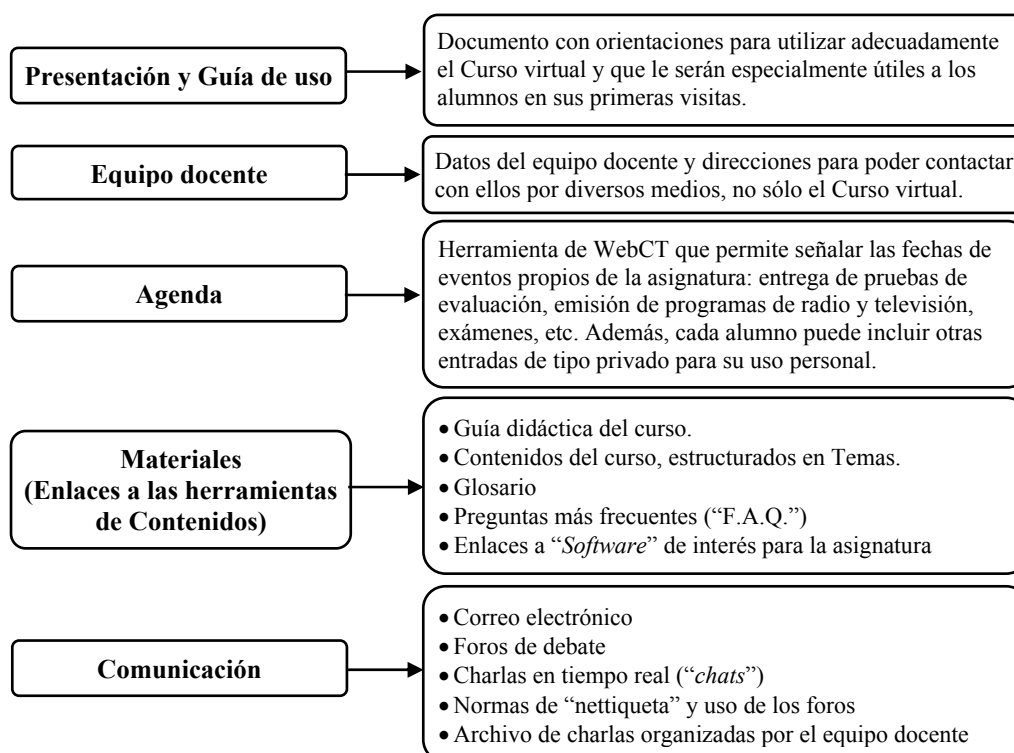 Presentación y Guía de uso
Documento con orientaciones para utilizar adecuadamente
el Curso virtual y que le serán especialmente útiles a los
alumnos en sus primeras visitas.
Equipo docente
Datos del equipo docente y direcciones para poder contactar
con ellos por diversos medios, no sólo el Curso virtual.
Agenda
Herramienta de WebCT que permite señalar las fechas de
eventos propios de la asignatura: entrega de pruebas de
evaluación, emisión de programas de radio y televisión,
exámenes, etc. Además, cada alumno puede incluir otras
entradas de tipo privado para su uso personal.
Materiales
(Enlaces a las herramientas
de Contenidos)
• Guía didáctica del curso.
• Contenidos del curso, estructurados en Temas.
• Glosario
• Preguntas más frecuentes (“F.A.Q.”)
• Enlaces a “Software” de interés para la asignatura
Comunicación
• Correo electrónico
• Foros de debate
• Charlas en tiempo real (“chats”)
• Normas de “nettiqueta” y uso de los foros
• Archivo de charlas organizadas por el equipo docente